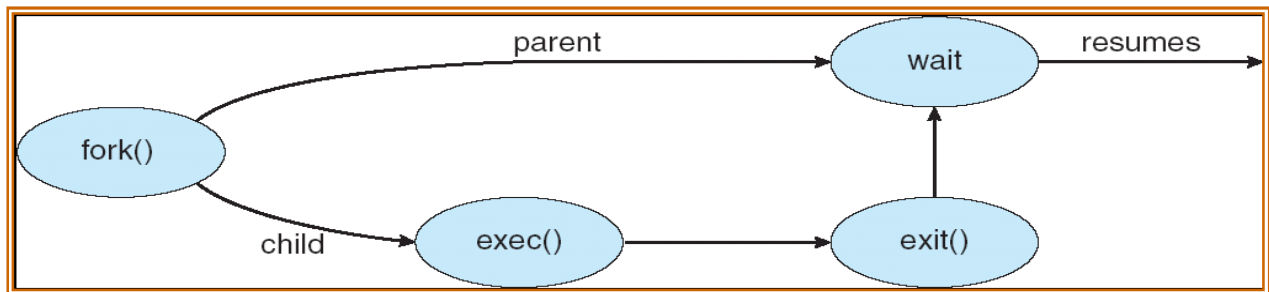 parent
wait
resumes
fork()
child
exec()
exit()